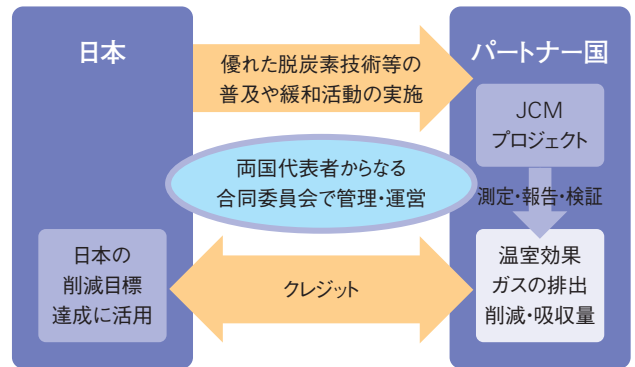 日本
優れた脱炭素技術等の
普及や緩和活動の実施
パートナー国
JCM
プロジェクト
両国代表者からなる
合同委員会で管理・運営
測定・報告・検証
日本の
削減目標
達成に活用
クレジット
温室効果
ガスの排出
削減・吸収量